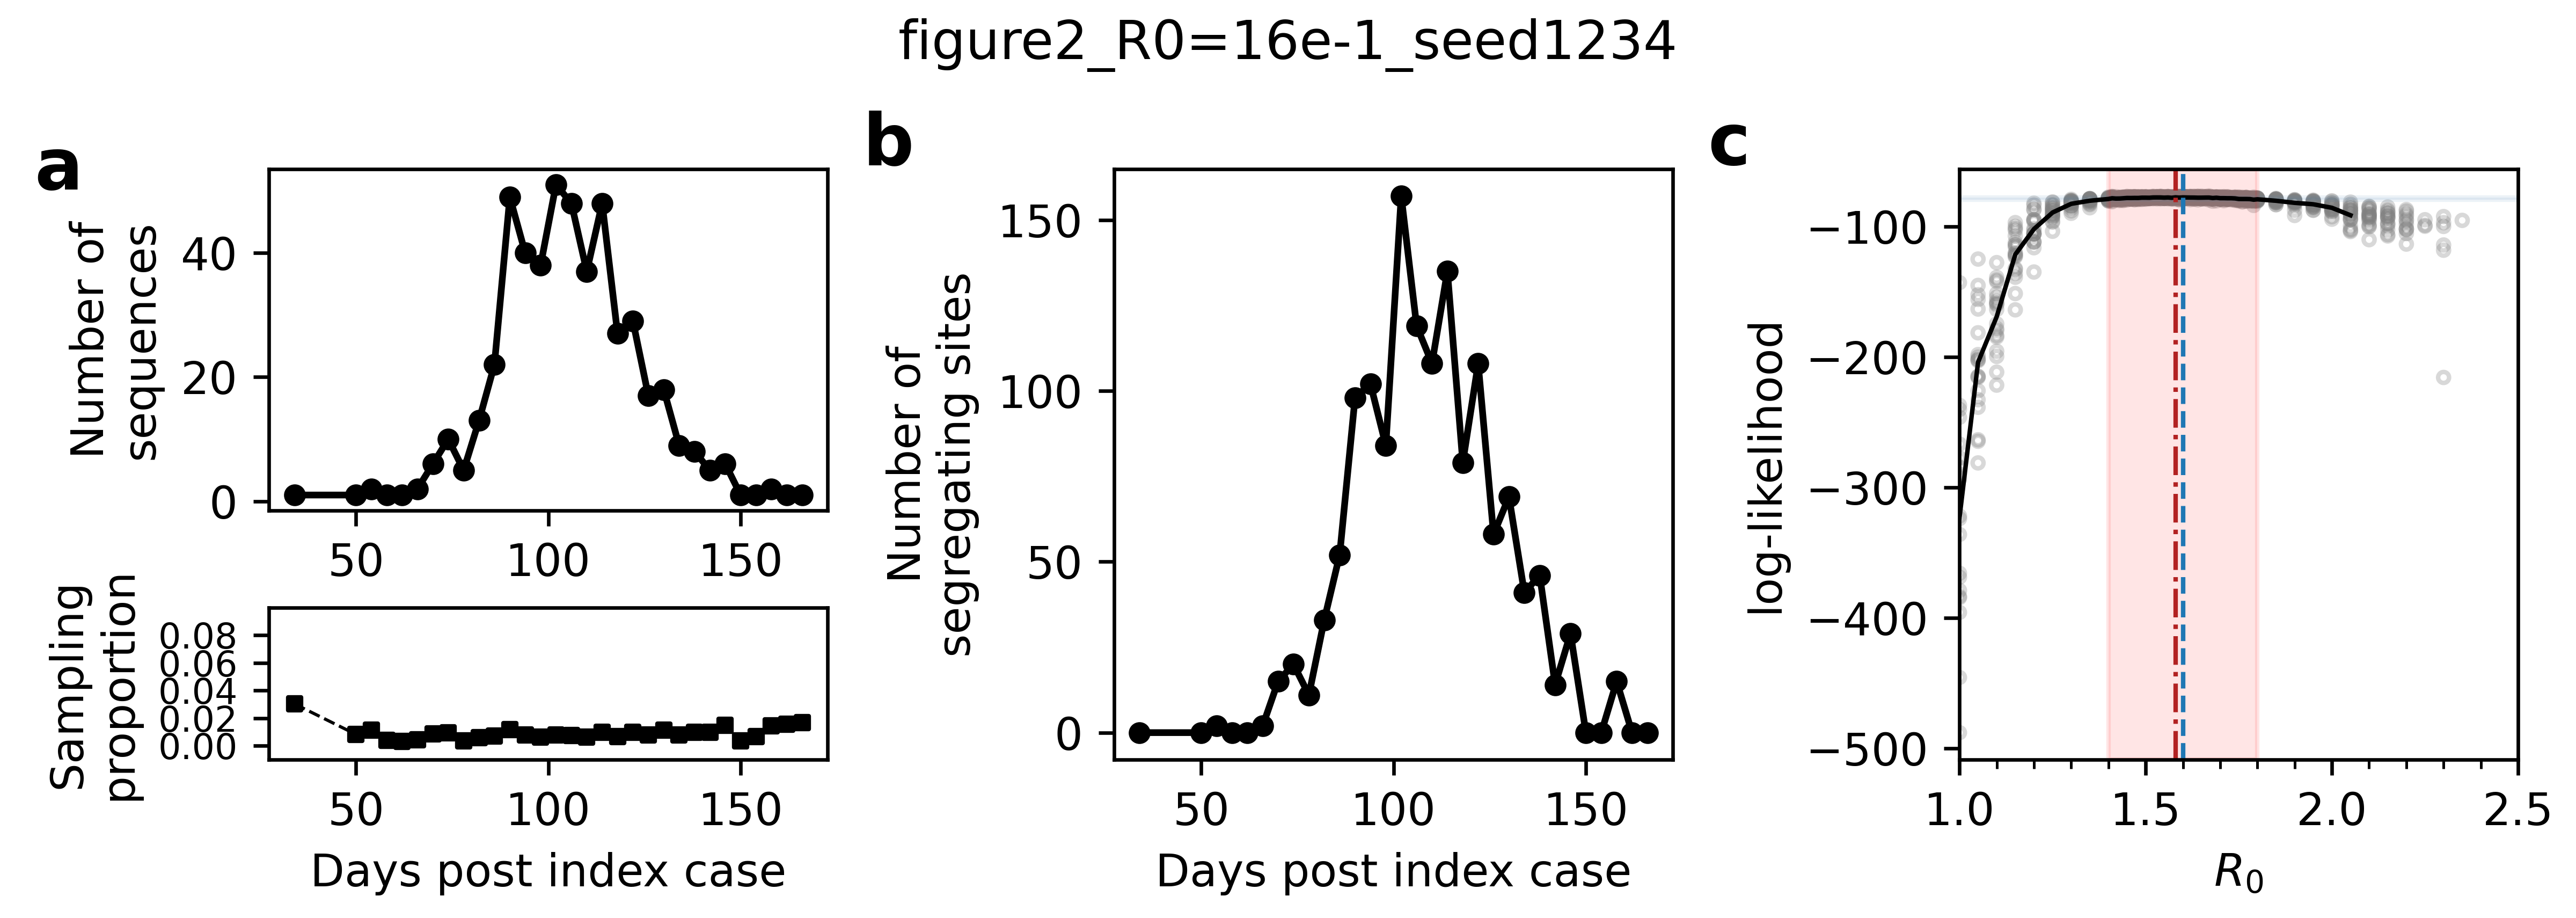 figure2_R0=16e-1_seed1234
a
Number of
sequences
40
20
0
50 100 150
Sampling
proportion
0.08
0.06
0.04
0.02
0.00
50 100 150
Days post index case
b
Number of
segregating sites
150
100
50
0
50 100 150
Days post index case
c
log-likelihood
−100
−200
−300
−400
−500
1.0 1.5 2.0 2.5
R₀